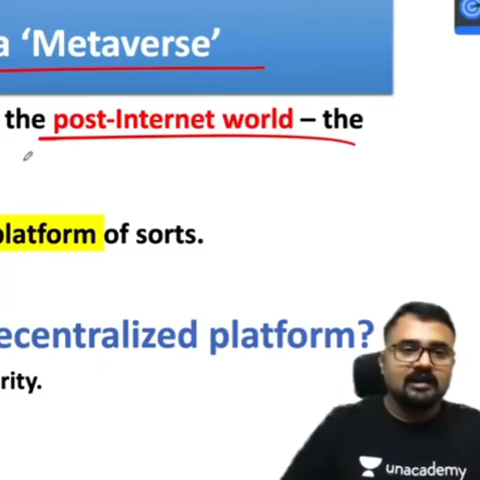 a ‘Metaverse’
the post-Internet world – the
platform of sorts.
ecentralized platform?
rity.
unacademy